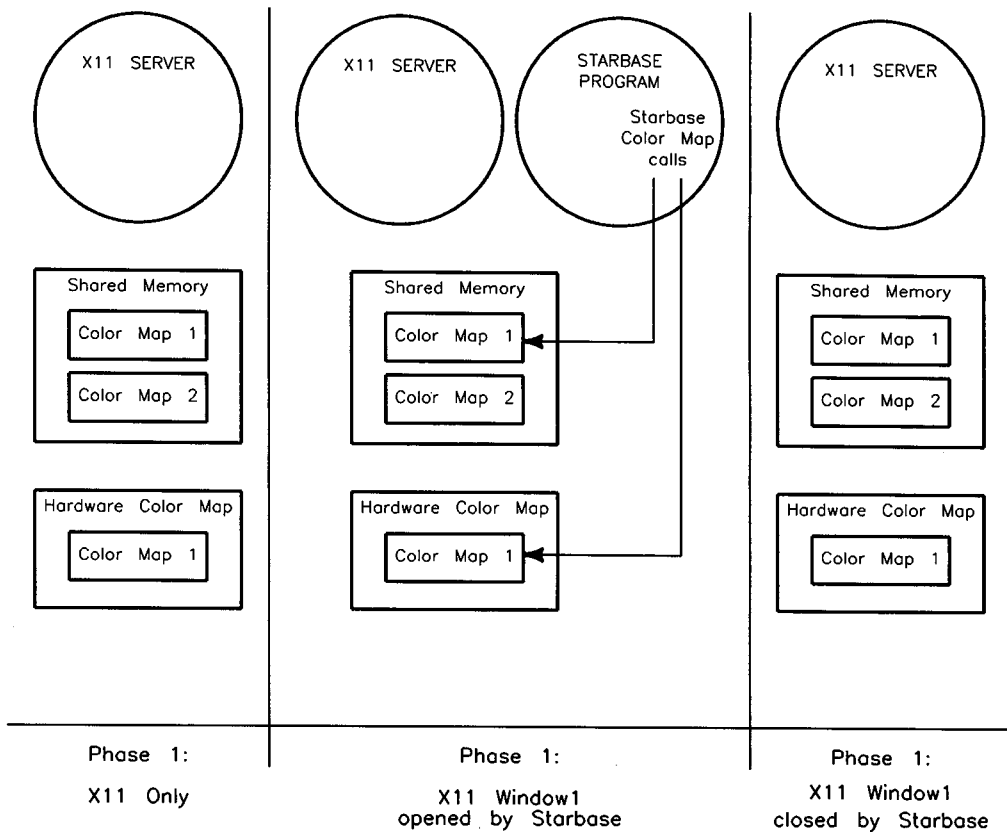 X11 SERVER
Shared Memory
Color Map 1
Color Map 2
Hardware Color Map
Color Map 1
Phase 1:
X11 Only
X11 SERVER
STARBASE
PROGRAM
Starbase
Color Map
calls
Shared Memory
Color Map 1
Color Map 2
Hardware Color Map
Color Map 1
Phase 1:
X11 Window1
opened by Starbase
X11 SERVER
Shared Memory
Color Map 1
Color Map 2
Hardware Color Map
Color Map 1
Phase 1:
X11 Window1
closed by Starbase